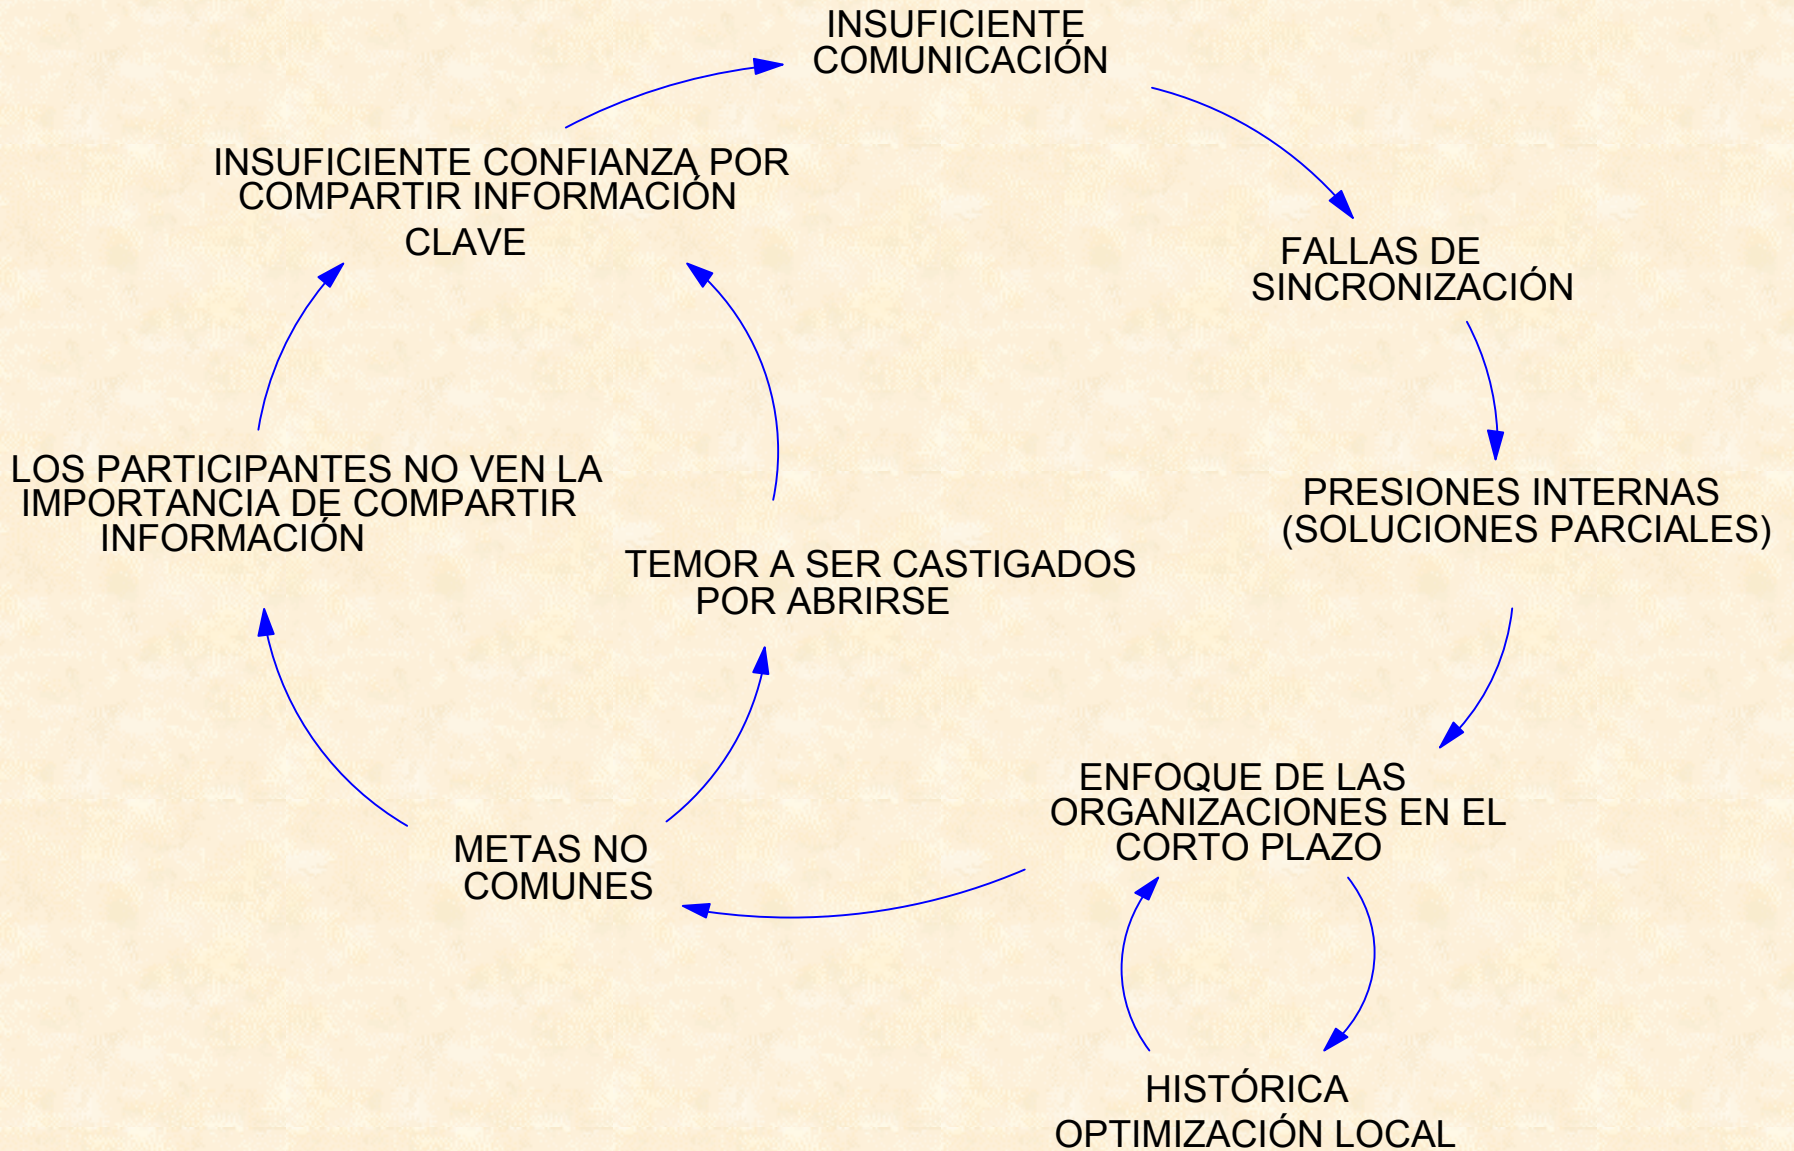 INSUFICIENTE
COMUNICACIÓN
INSUFICIENTE CONFIANZA POR
COMPARTIR INFORMACIÓN
CLAVE
FALLAS DE
SINCRONIZACIÓN
LOS PARTICIPANTES NO VEN LA
IMPORTANCIA DE COMPARTIR
INFORMACIÓN
PRESIONES INTERNAS
(SOLUCIONES PARCIALES)
TEMOR A SER CASTIGADOS
POR ABRIRSE
ENFOQUE DE LAS
ORGANIZACIONES EN EL
CORTO PLAZO
METAS NO
COMUNES
HISTÓRICA
OPTIMIZACIÓN LOCAL